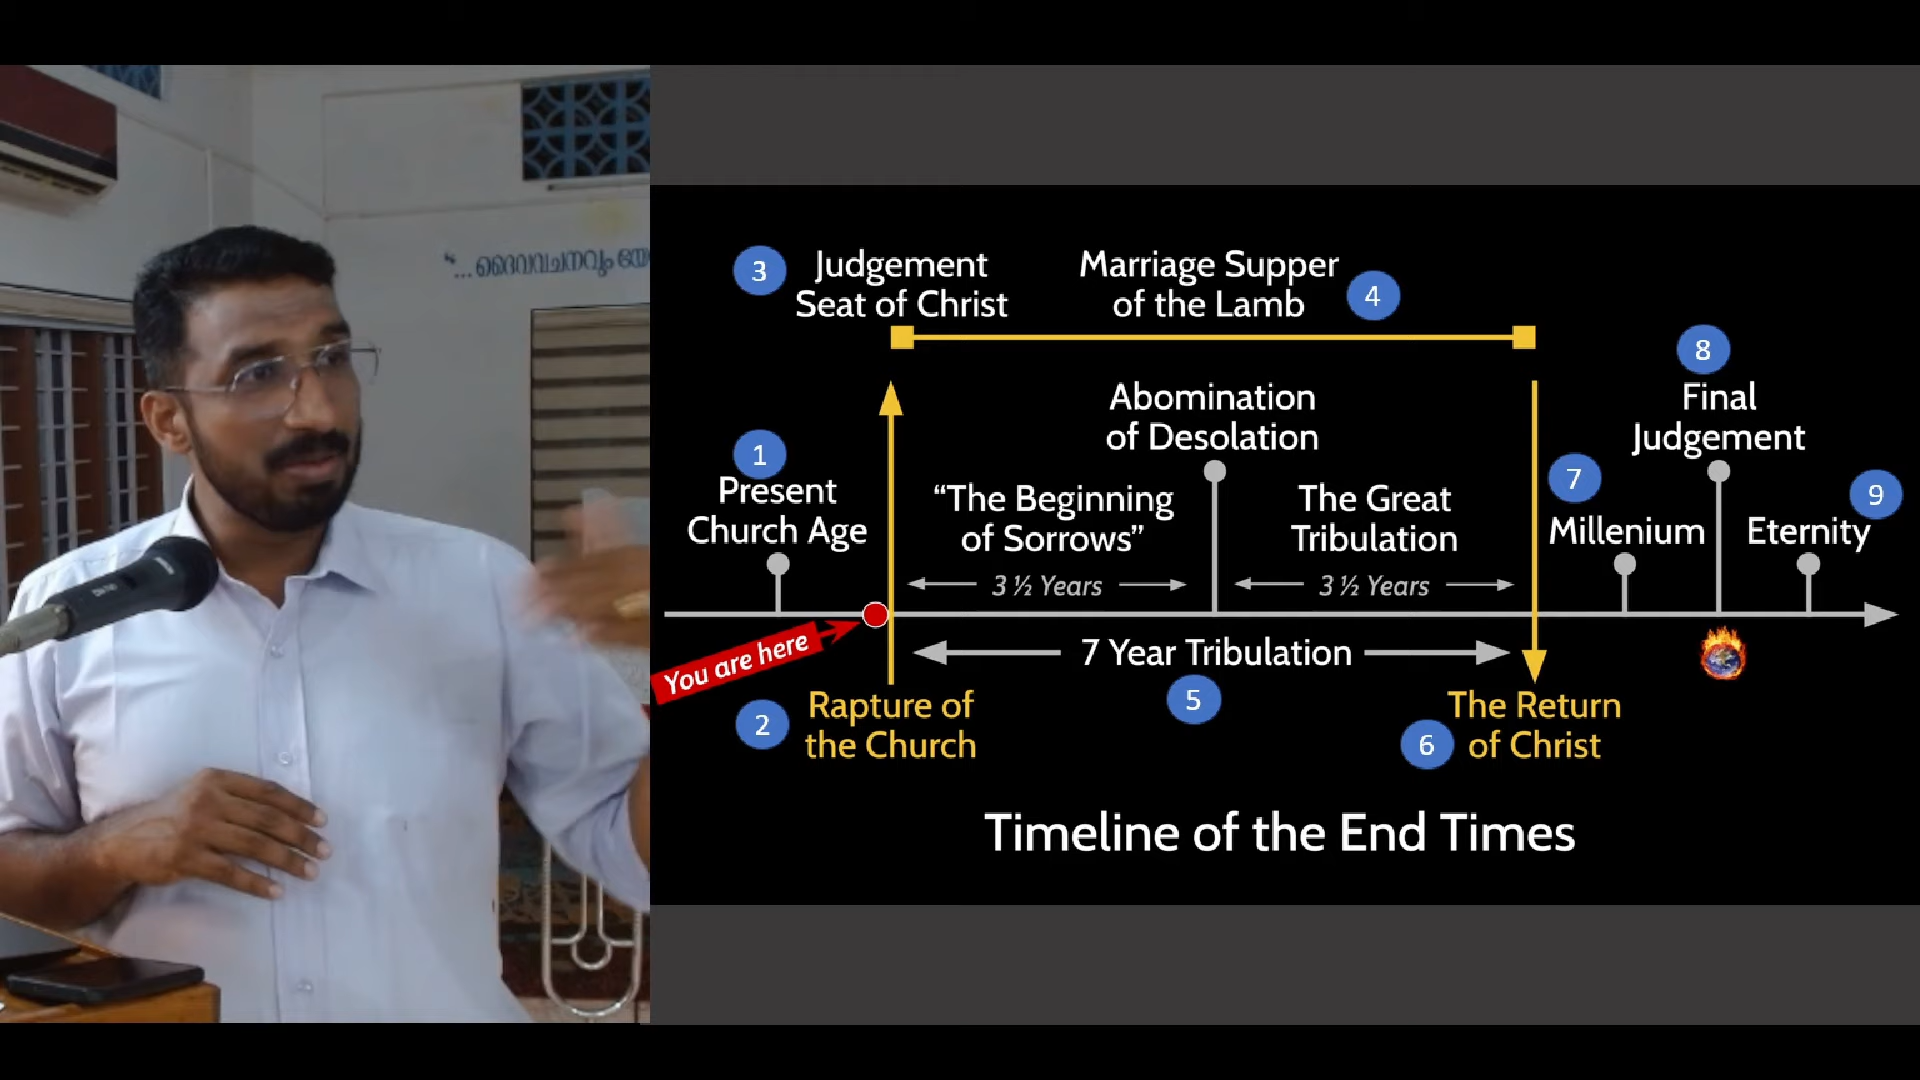 "...ദൈവവചനവും യേ
3
Judgement
Seat of Christ
Marriage Supper
of the Lamb
4
8
Final
Judgement
Abomination
of Desolation
1
Present
Church Age
"The Beginning
of Sorrows"
3 ½ Years
The Great
Tribulation
3 ½ Years
7
Millenium
9
Eternity
You are here
7 Year Tribulation
5
2
Rapture of
the Church
The Return
of Christ
6
Timeline of the End Times